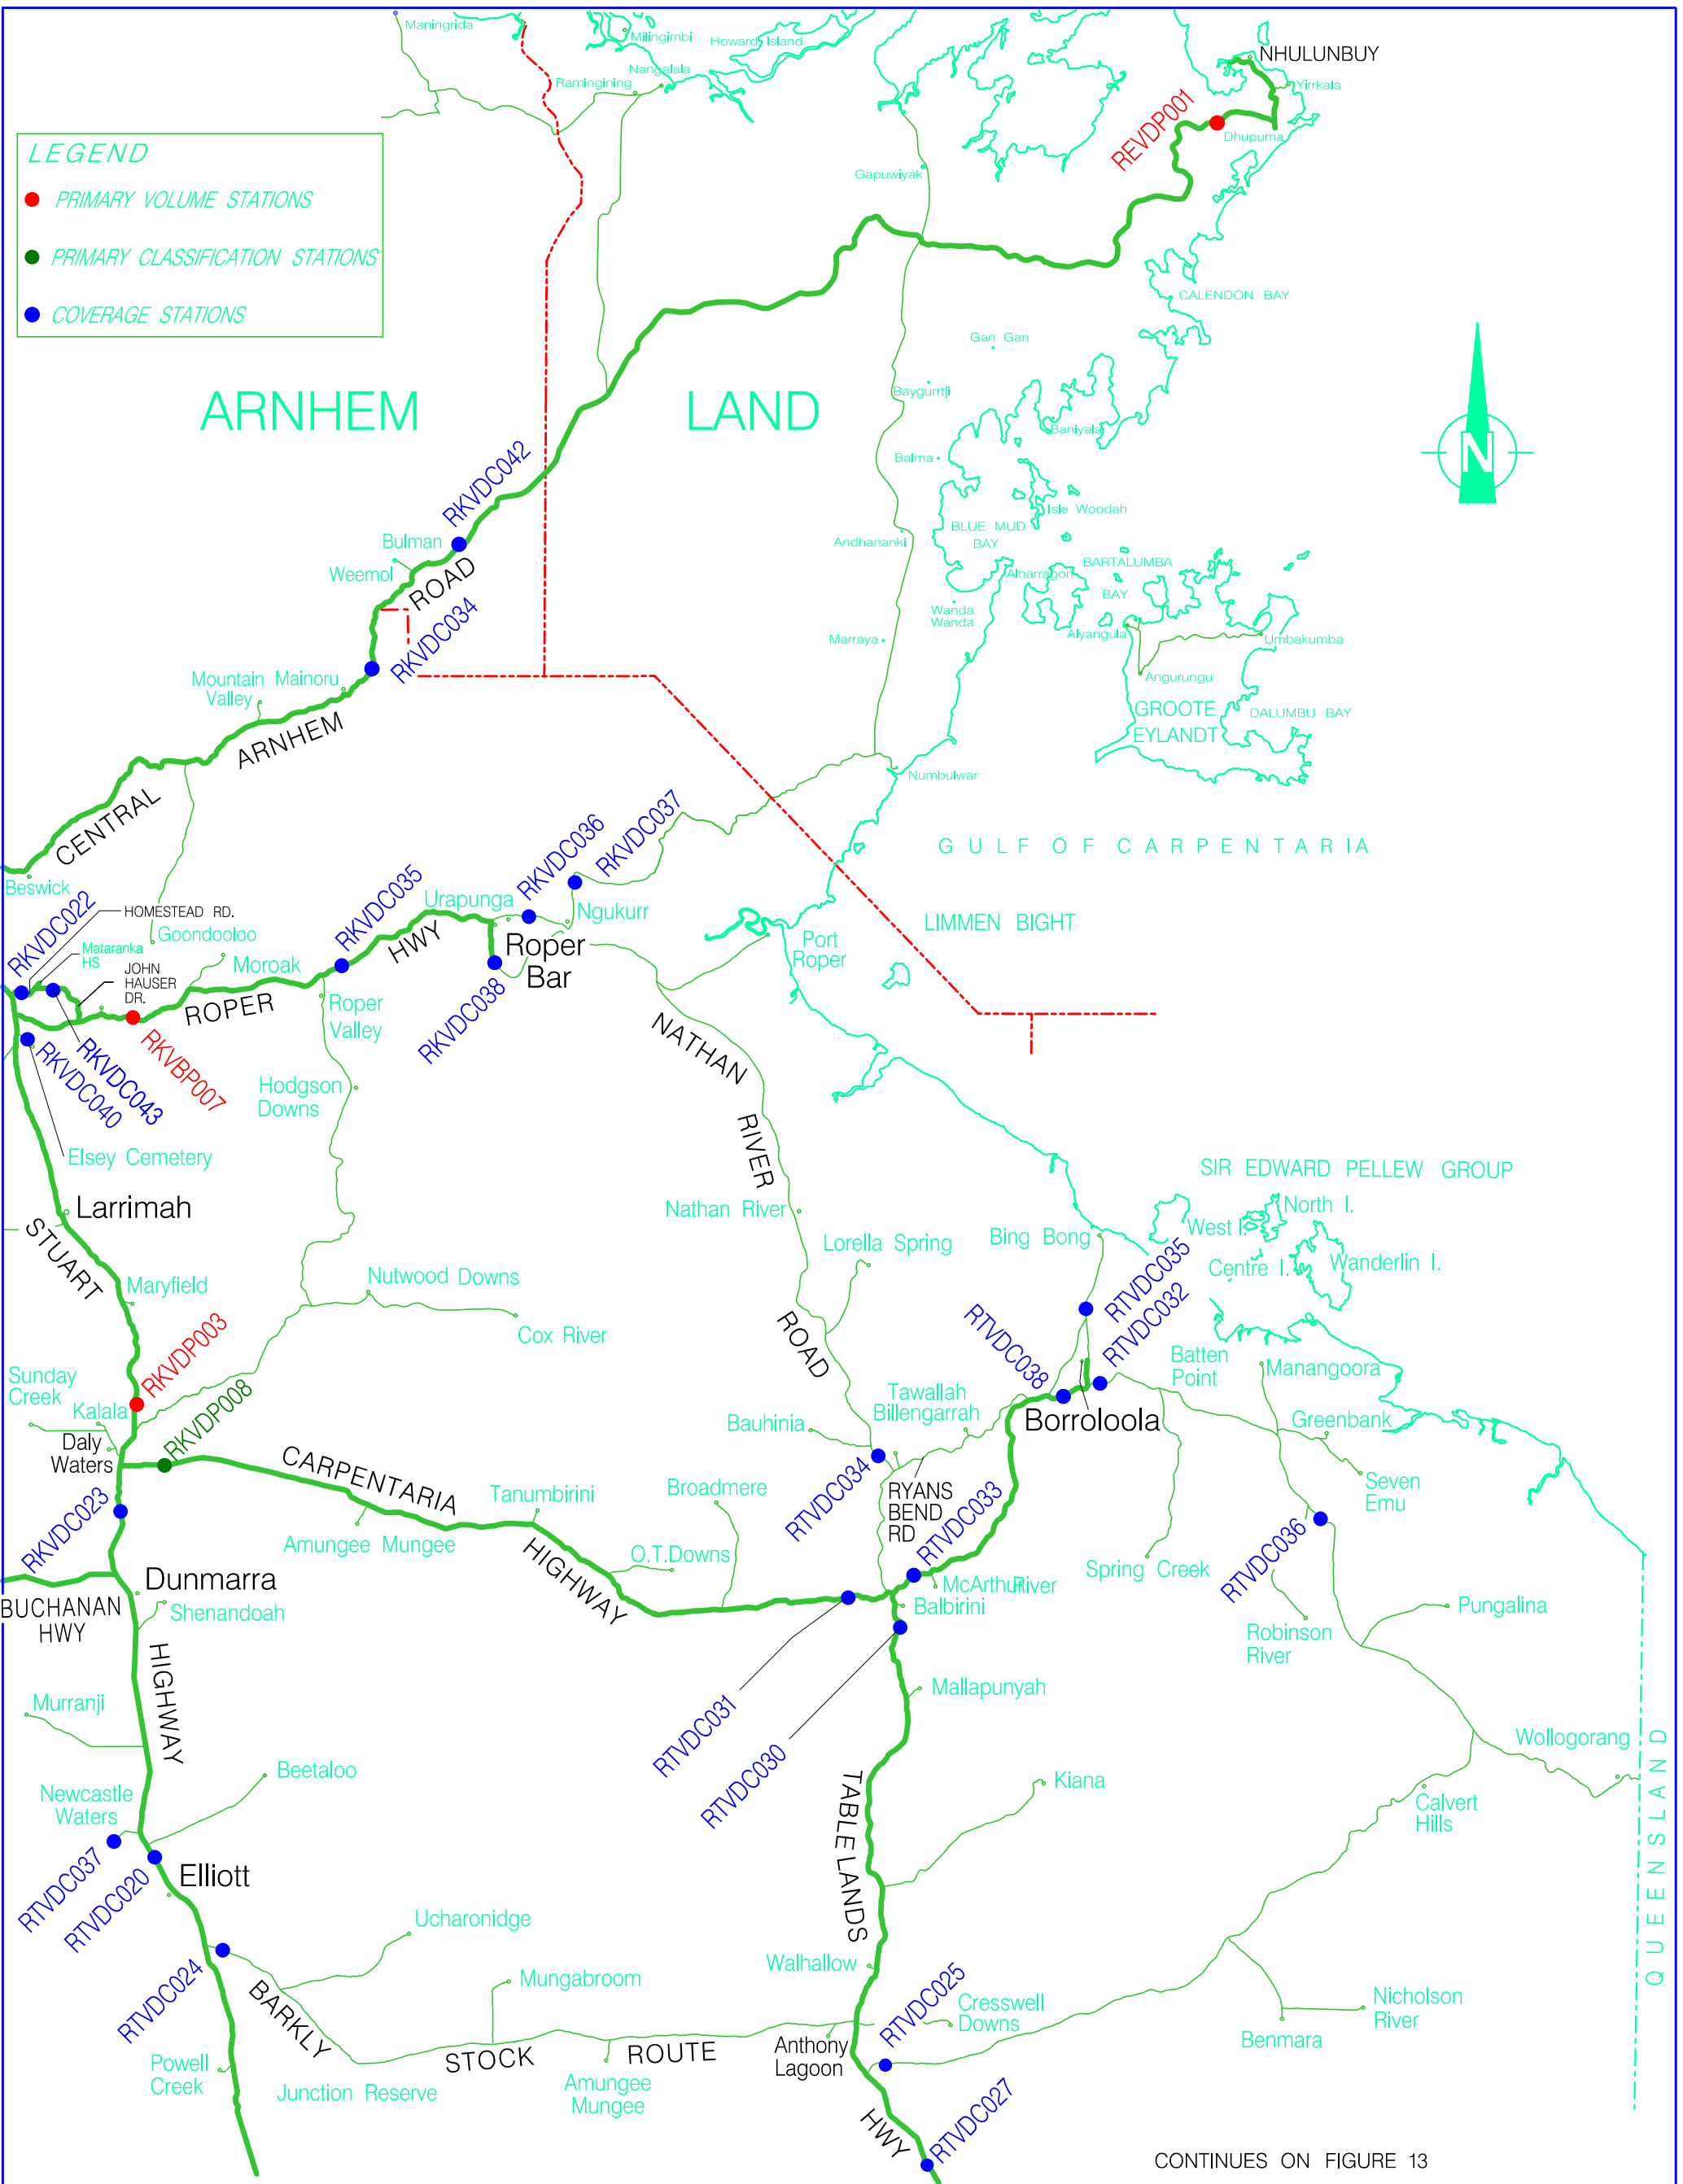 Maningrida
Milingimbi
Howard Island
NHULUNBUY
Nangalala
Ramingining
Yirrkala
REVDP001
Dhupuma
LEGEND
PRIMARY VOLUME STATIONS
PRIMARY CLASSIFICATION STATIONS
COVERAGE STATIONS
Gapuwiyak
CALENDON BAY
Gan Gan
Baygurrtji
ARNHEM LAND
Baniyala
Balma
N
RKVDC042
Isle Woodah
BLUE MUD
BAY
Andhananki
Bulman
Weemol
ROAD
Alharragon
BARTALUMBA
BAY
Wanda
Wanda
RKVDC034
Marraya
Alyangula
Umbakumba
Angurungu
Mountain
Valley
Mainoru
GROOTE
EYLANDT
DALUMBU BAY
ARNHEM
Numbulwar
CENTRAL
GULF OF CARPENTARIA
Beswick
RKVDC022
HOMESTEAD RD.
Goondooloo
Mataranka
HS
JOHN
HAUSER
DR.
Moroak
RKVDC035
Urapunga
RKVDC036
RKVDC037
Ngukurr
HWY
Roper
Bar
Port
Roper
LIMMEN BIGHT
ROPER
Roper
Valley
RKVDC038
NATHAN
RKVDC040
RKVDC043
RKVBP007
Hodgson
Downs
Elsey Cemetery
RIVER
SIR EDWARD PELLEW GROUP
Larrimah
Nathan River
North I.
West I.
STUART
Lorella Spring
Bing Bong
RTVDC035
Centre I.
Wanderlin I.
Maryfield
Nutwood Downs
Cox River
ROAD
RTVDC032
RTVDC038
RKVDP003
Sunday
Creek
Kalala
RKVDP008
Daly
Waters
Batten
Point
Manangoora
Tawallah
Billengarrah
Bauhinia
Borroloola
Greenbank
CARPENTARIA
RTVDC034
Seven
Emu
RKVDC023
Tanumbirini
Broadmere
RYANS
BEND
RD
RTVDC033
Amungee Mungee
O.T.Downs
Spring Creek
RTVDC036
HIGHWAY
Dunmarra
McArthur River
Balbirini
Shenandoah
BUCHANAN
HWY
Pungalina
Robinson
River
HIGHWAY
RTVDC031
Mallapunyah
Murranji
RTVDC030
Wollogorang
Beetaloo
Kiana
Newcastle
Waters
TABLELANDS
Calvert
Hills
QUEENSLAND
RTVDC037
RTVDC020
Elliott
Ucharonidge
RTVDC024
BARKLY
Mungabroom
Walhallow
RTVDC025
Cresswell
Downs
Nicholson
River
Benmara
STOCK
ROUTE
Anthony
Lagoon
Powell
Creek
Junction Reserve
Amungee
Mungee
HWY
RTVDC027
CONTINUES ON FIGURE 13